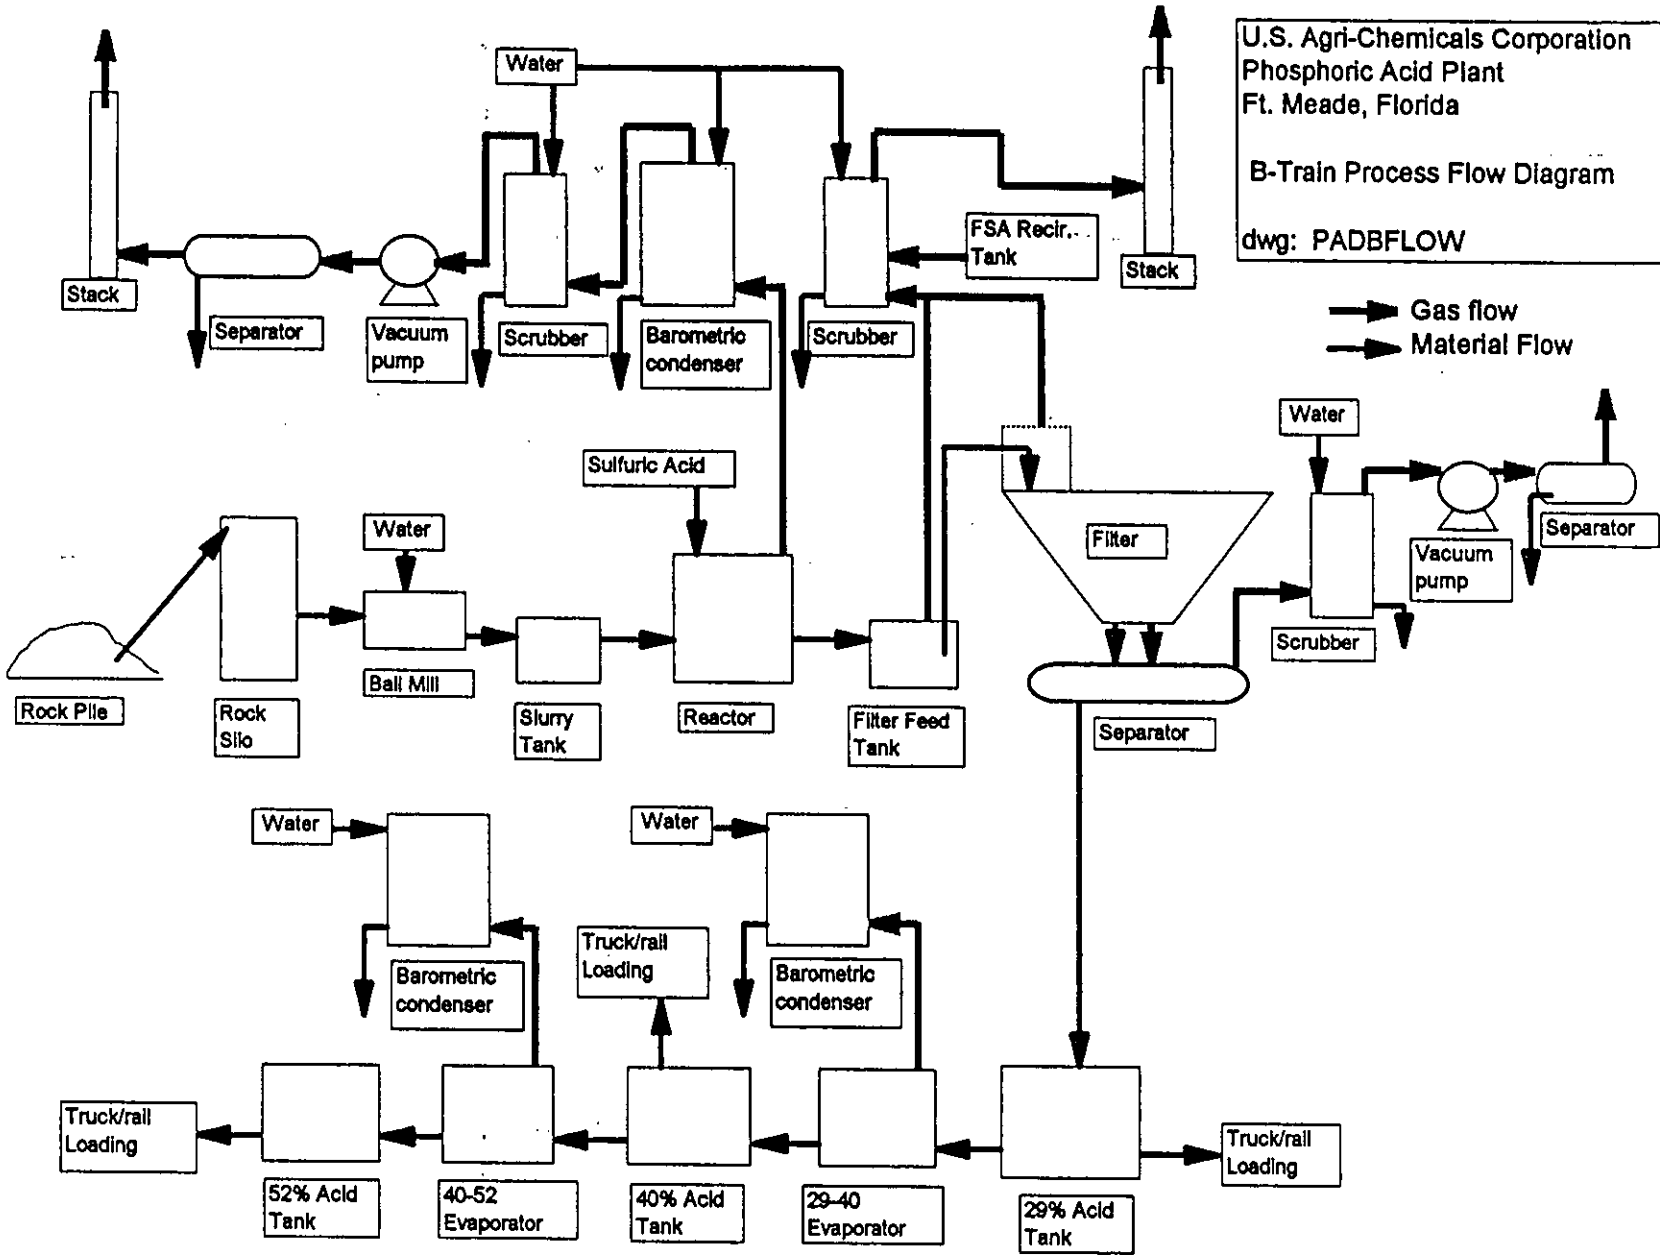 U.S. Agri-Chemicals Corporation
Phosphoric Acid Plant
Ft. Meade, Florida
B-Train Process Flow Diagram
dwg: PADBFLOW
Gas flow
Material Flow
Water
FSA Recir.
Tank
Stack
Stack
Separator
Vacuum
pump
Scrubber
Barometric
condenser
Scrubber
Water
Sulfuric Acid
Water
Filter
Separator
Vacuum
pump
Scrubber
Rock Pile
Rock
Silo
Ball Mill
Slurry
Tank
Reactor
Filter Feed
Tank
Separator
Water
Water
Barometric
condenser
Truck/rail
Loading
Barometric
condenser
Truck/rail
Loading
Truck/rail
Loading
52% Acid
Tank
40-52
Evaporator
40% Acid
Tank
29-40
Evaporator
29% Acid
Tank